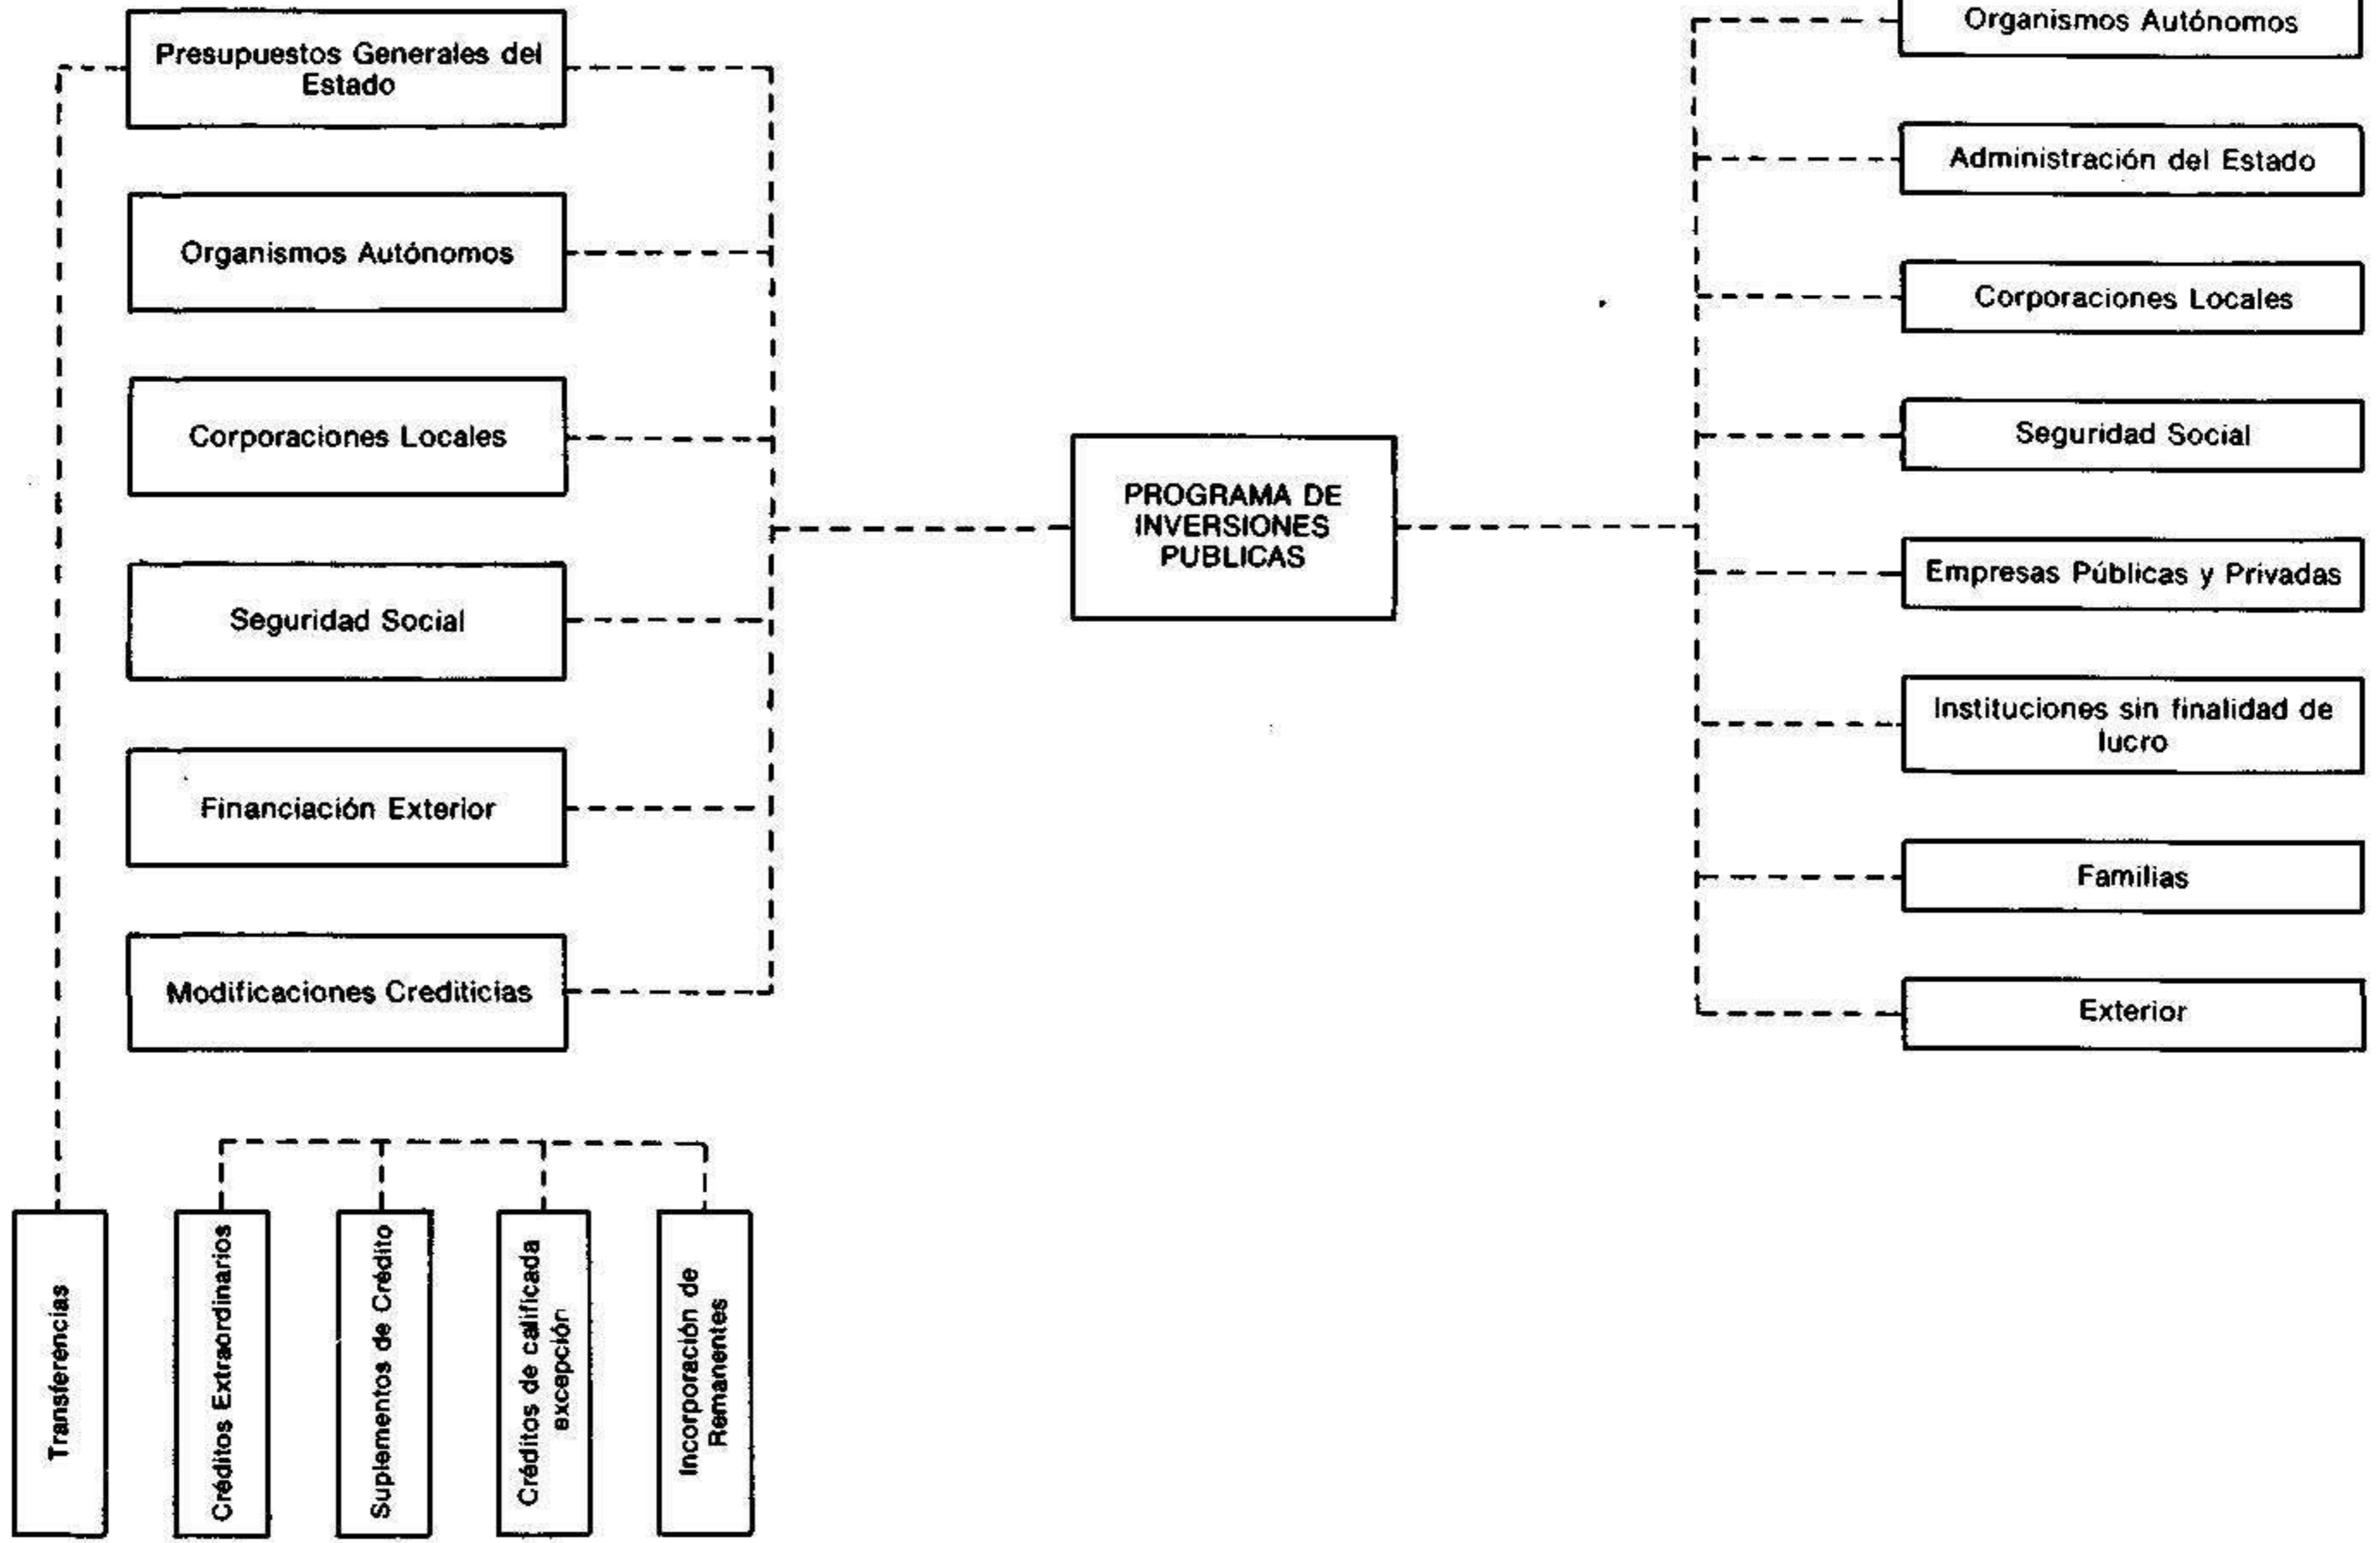 Presupuestos Generales del
Estado
Organismos Autónomos
Corporaciones Locales
Seguridad Social
Financiación Exterior
Modificaciones Crediticias
Transferencias
Créditos Extraordinarios
Suplementos de Crédito
Créditos de calificada
excepción
Incorporación de
Remanentes
PROGRAMA DE
INVERSIONES
PUBLICAS
Organismos Autónomos
Administración del Estado
Corporaciones Locales
Seguridad Social
Empresas Públicas y Privadas
Instituciones sin finalidad de
lucro
Familias
Exterior